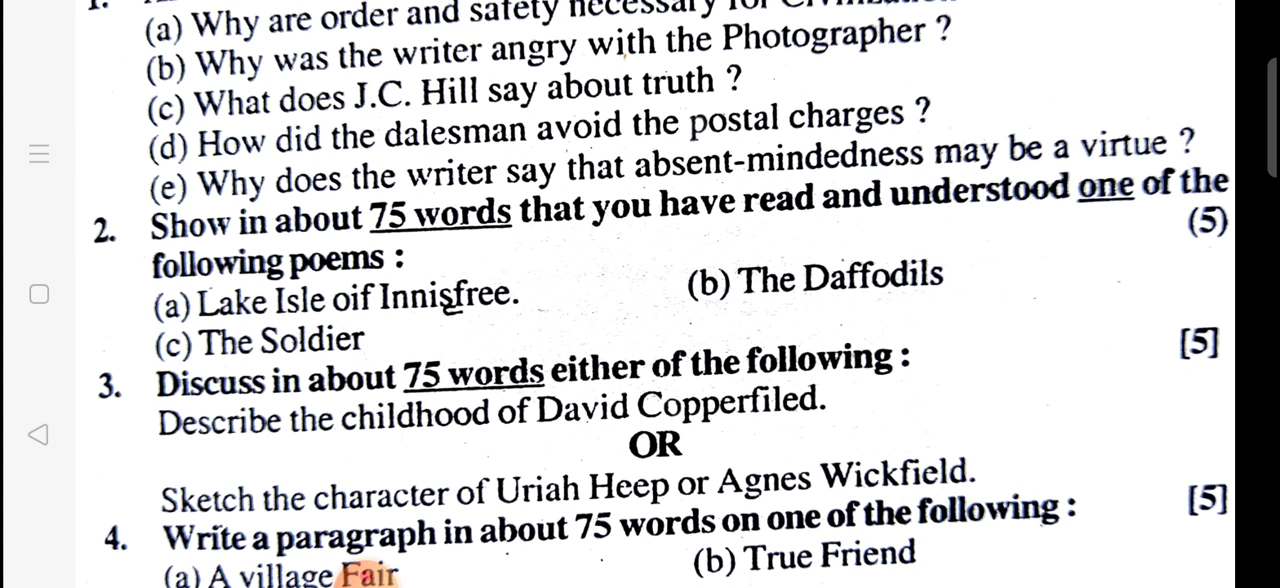 1.
(a) Why are order and safety necessary for
(b) Why was the writer angry with the Photographer ?
(c) What does J.C. Hill say about truth ?
(d) How did the dalesman avoid the postal charges ?
(e) Why does the writer say that absent-mindedness may be a virtue ?
2. Show in about 75 words that you have read and understood one of the
following poems : (5)
(a) Lake Isle oif Innisfree. (b) The Daffodils
(c) The Soldier
3. Discuss in about 75 words either of the following : [5]
Describe the childhood of David Copperfiled.
OR
Sketch the character of Uriah Heep or Agnes Wickfield.
4. Write a paragraph in about 75 words on one of the following : [5]
(a) A village Fair (b) True Friend